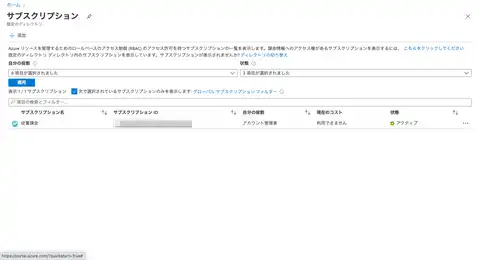 ホーム ›
サブスクリプション
既定のディレクトリ
＋ 追加
Azure リソースを管理するためのロールベースのアクセス制御 (RBAC) のアクセス許可を持つサブスクリプションの一覧を表示します。課金情報へのアクセス権があるサブスクリプションを表示するには、こちらをクリックしてください
既定のディレクトリ ディレクトリ内のサブスクリプションを表示しています。サブスクリプションが表示されませんか? ディレクトリの切り替え
自分の役割 状態
8 項目が選択されました 3 項目が選択されました
適用
表示 1 / 1 サブスクリプション 次で選択されているサブスクリプションのみを表示します: グローバル サブスクリプション フィルター
項目の検索とフィルター...
サブスクリプション名 サブスクリプション ID 自分の役割 現在のコスト 状態
従量課金 アカウント管理者 利用できません アクティブ ...